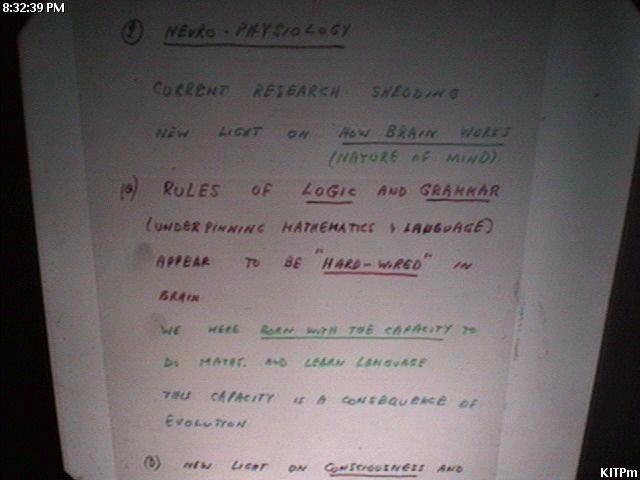 8:32:39 PM
② NEURO-PHYSIOLOGY
CURRENT RESEARCH SHEDDING
NEW LIGHT ON HOW BRAIN WORKS
(NATURE OF MIND)
(a) RULES OF LOGIC AND GRAMMAR
(UNDERPINNING MATHEMATICS & LANGUAGE)
APPEAR TO BE "HARD-WIRED" IN
BRAIN
WE WERE BORN WITH THE CAPACITY TO
DO MATHS. AND LEARN LANGUAGE
THIS CAPACITY IS A CONSEQUENCE OF
EVOLUTION
(b) NEW LIGHT ON CONSCIOUSNESS AND
KITPm